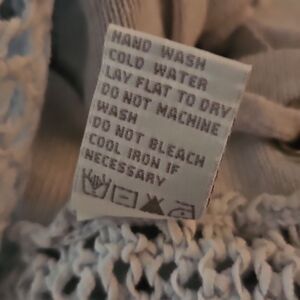 HAND WASH
COLD WATER
LAY FLAT TO DRY
DO NOT MACHINE
WASH
DO NOT BLEACH
COOL IRON IF
NECESSARY